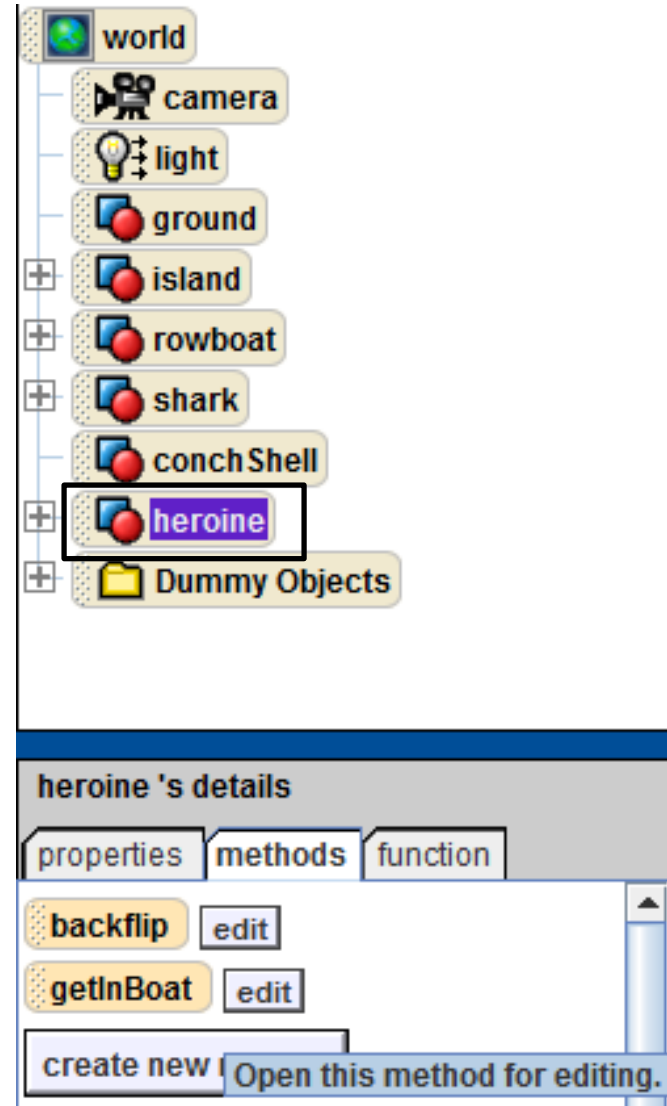 world
camera
light
ground
island
rowboat
shark
conchShell
heroine
Dummy Objects
heroine 's details
properties methods function
backflip edit
getInBoat edit
create new
Open this method for editing.